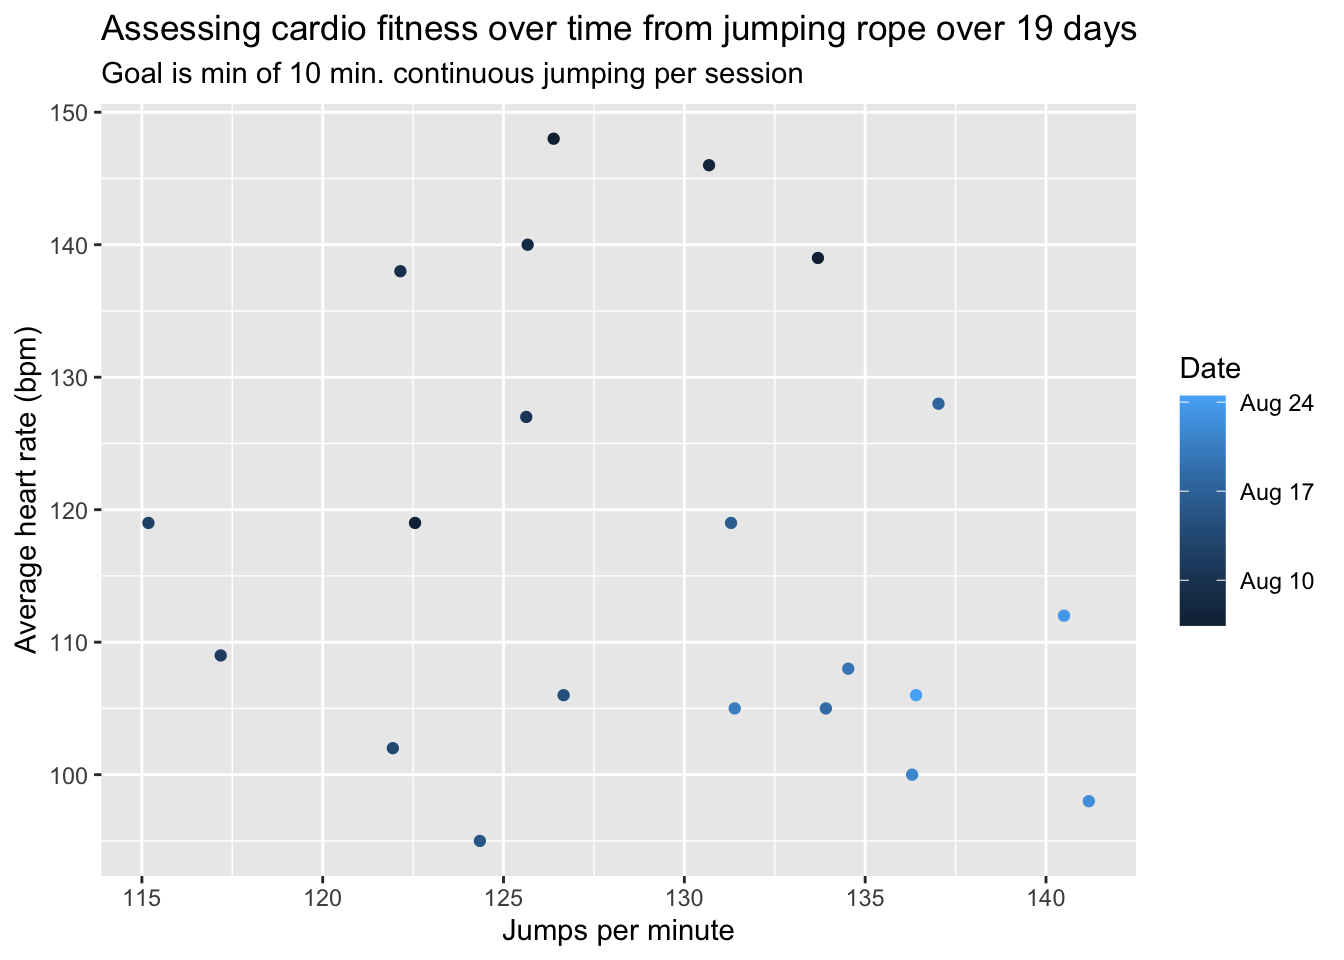 Assessing cardio fitness over time from jumping rope over 19 days
Goal is min of 10 min. continuous jumping per session
150
140
130
120
110
100
Average heart rate (bpm)
115 120 125 130 135 140
Jumps per minute
Date
Aug 24
Aug 17
Aug 10